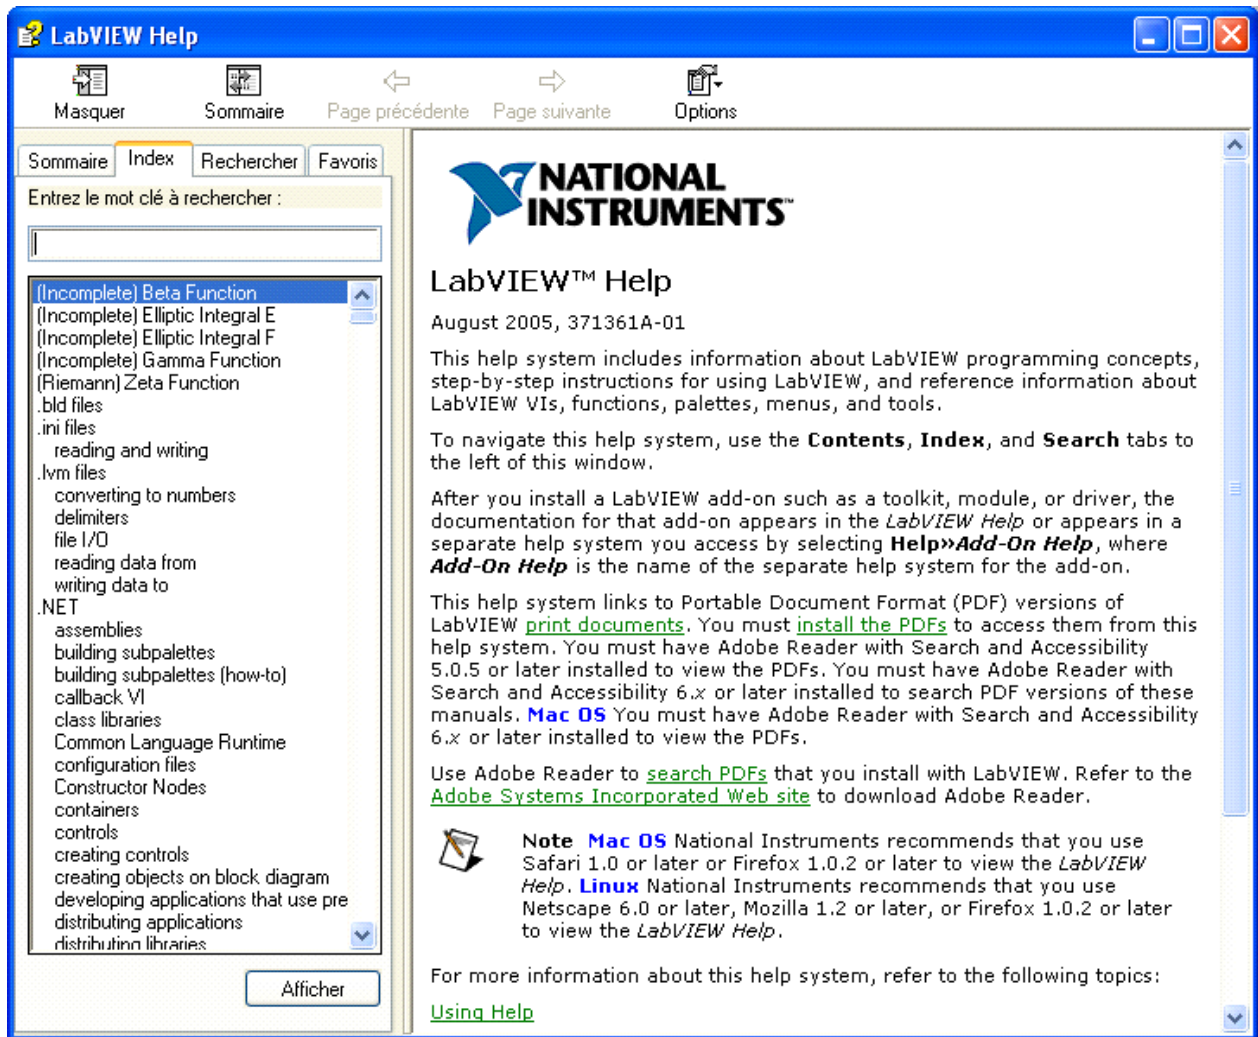 LabVIEW Help
Masquer
Sommaire
Page précédente
Page suivante
Options
Sommaire
Index
Rechercher
Favoris
Entrez le mot clé à rechercher :
(Incomplete) Beta Function
(Incomplete) Elliptic Integral E
(Incomplete) Elliptic Integral F
(Incomplete) Gamma Function
(Riemann) Zeta Function
.bld files
.ini files
reading and writing
.lvm files
converting to numbers
delimiters
file I/O
reading data from
writing data to
.NET
assemblies
building subpalettes
building subpalettes (how-to)
callback VI
class libraries
Common Language Runtime
configuration files
Constructor Nodes
containers
controls
creating controls
creating objects on block diagram
developing applications that use pre
distributing applications
distributing libraries
Afficher
NATIONAL
INSTRUMENTS™
LabVIEW™ Help
August 2005, 371361A-01
This help system includes information about LabVIEW programming concepts,
step-by-step instructions for using LabVIEW, and reference information about
LabVIEW VIs, functions, palettes, menus, and tools.
To navigate this help system, use the Contents, Index, and Search tabs to
the left of this window.
After you install a LabVIEW add-on such as a toolkit, module, or driver, the
documentation for that add-on appears in the LabVIEW Help or appears in a
separate help system you access by selecting Help»Add-On Help, where
Add-On Help is the name of the separate help system for the add-on.
This help system links to Portable Document Format (PDF) versions of
LabVIEW print documents. You must install the PDFs to access them from this
help system. You must have Adobe Reader with Search and Accessibility
5.0.5 or later installed to view the PDFs. You must have Adobe Reader with
Search and Accessibility 6.x or later installed to search PDF versions of these
manuals. Mac OS You must have Adobe Reader with Search and Accessibility
6.x or later installed to view the PDFs.
Use Adobe Reader to search PDFs that you install with LabVIEW. Refer to the
Adobe Systems Incorporated Web site to download Adobe Reader.
Note Mac OS National Instruments recommends that you use
Safari 1.0 or later or Firefox 1.0.2 or later to view the LabVIEW
Help. Linux National Instruments recommends that you use
Netscape 6.0 or later, Mozilla 1.2 or later, or Firefox 1.0.2 or later
to view the LabVIEW Help.
For more information about this help system, refer to the following topics:
Using Help